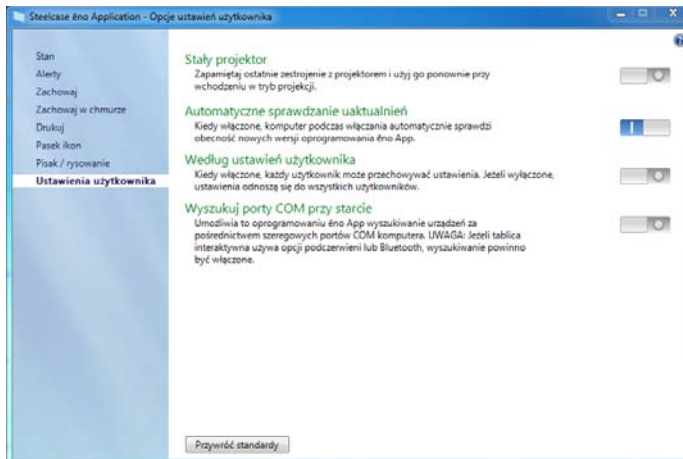 Steelcase ēno Application - Opcje ustawień użytkownika
Stan
Alerty
Zachowaj
Zachowaj w chmurze
Drukuj
Pasek ikon
Pisak / rysowanie
Ustawienia użytkownika
Stały projektor
Zapamiętaj ostatnie zestrojenie z projektorem i użyj go ponownie przy
wchodzeniu w tryb projekcji.
Automatyczne sprawdzanie uaktualnień
Kiedy włączone, komputer podczas włączania automatycznie sprawdzi
obecność nowych wersji oprogramowania ēno App.
Według ustawień użytkownika
Kiedy włączone, każdy użytkownik może przechowywać ustawienia. Jeżeli wyłączone,
ustawienia odnoszą się do wszystkich użytkowników.
Wyszukuj porty COM przy starcie
Umożliwia to oprogramowaniu ēno App wyszukiwanie urządzeń za
pośrednictwem szeregowych portów COM komputera. UWAGA: Jeżeli tablica
interaktywna używa opcji podczerwieni lub Bluetooth, wyszukiwanie powinno
być włączone.
Przywróć standardy